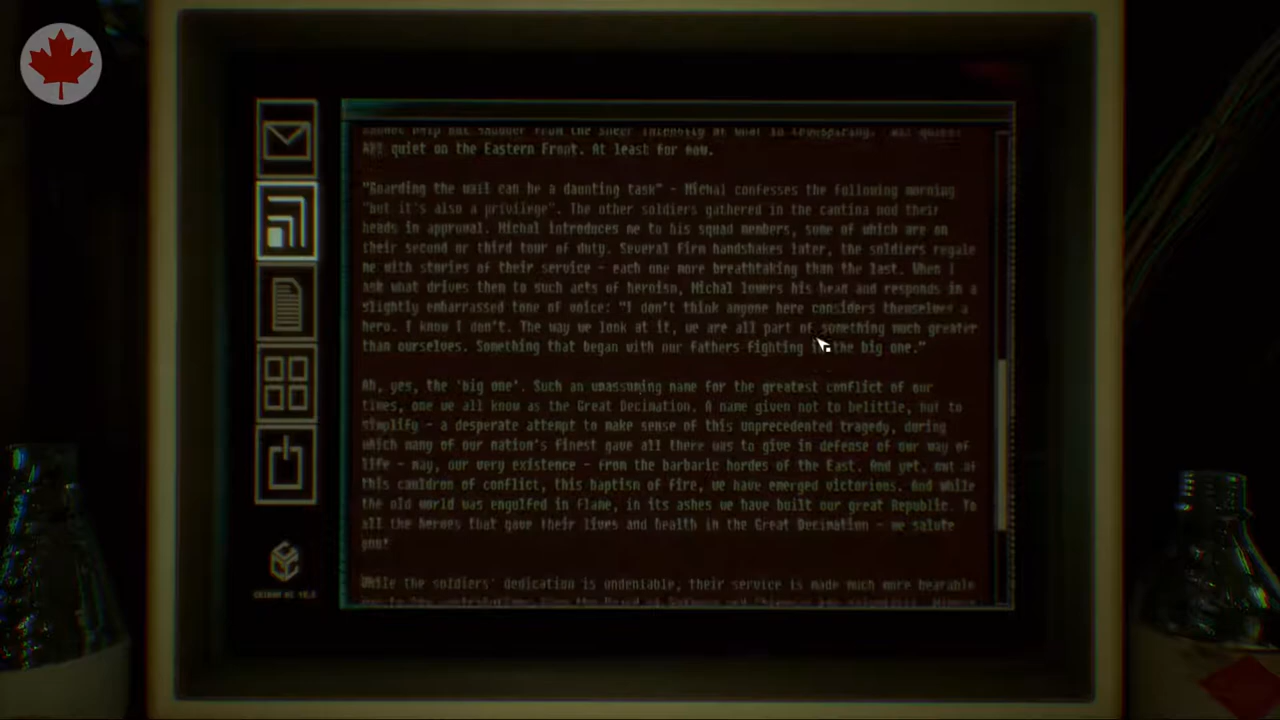 cannot help but shudder from the sheer intensity of what is transpiring. All quiet.
All quiet on the Eastern Front. At least for now.
"Guarding the wall can be a daunting task" - Michal confesses the following morning
"but it's also a privilege". The other soldiers gathered in the cantina nod their
heads in approval. Michal introduces me to his squad members, some of which are on
their second or third tour of duty. Several firm handshakes later, the soldiers regale
me with stories of their service - each one more breathtaking than the last. When I
ask what drives them to such acts of heroism, Michal lowers his head and responds in a
slightly embarrassed tone of voice: "I don't think anyone here considers themselves a
hero. I know I don't. The way we look at it, we are all part of something much greater
than ourselves. Something that began with our fathers fighting the big one."
Ah, yes, the 'big one'. Such an unassuming name for the greatest conflict of our
times, one we all know as the Great Decimation. A name given not to belittle, but to
simplify - a desperate attempt to make sense of this unprecedented tragedy, during
which many of our nation's finest gave all there was to give in defense of our way of
life - nay, our very existence - from the barbaric hordes of the East. And yet, out of
this cauldron of conflict, this baptism of fire, we have emerged victorious. And while
the old world was engulfed in flame, in its ashes we have built our great Republic. To
all the heroes that gave their lives and health in the Great Decimation - we salute
you!
While the soldiers' dedication is undeniable, their service is made much more bearable